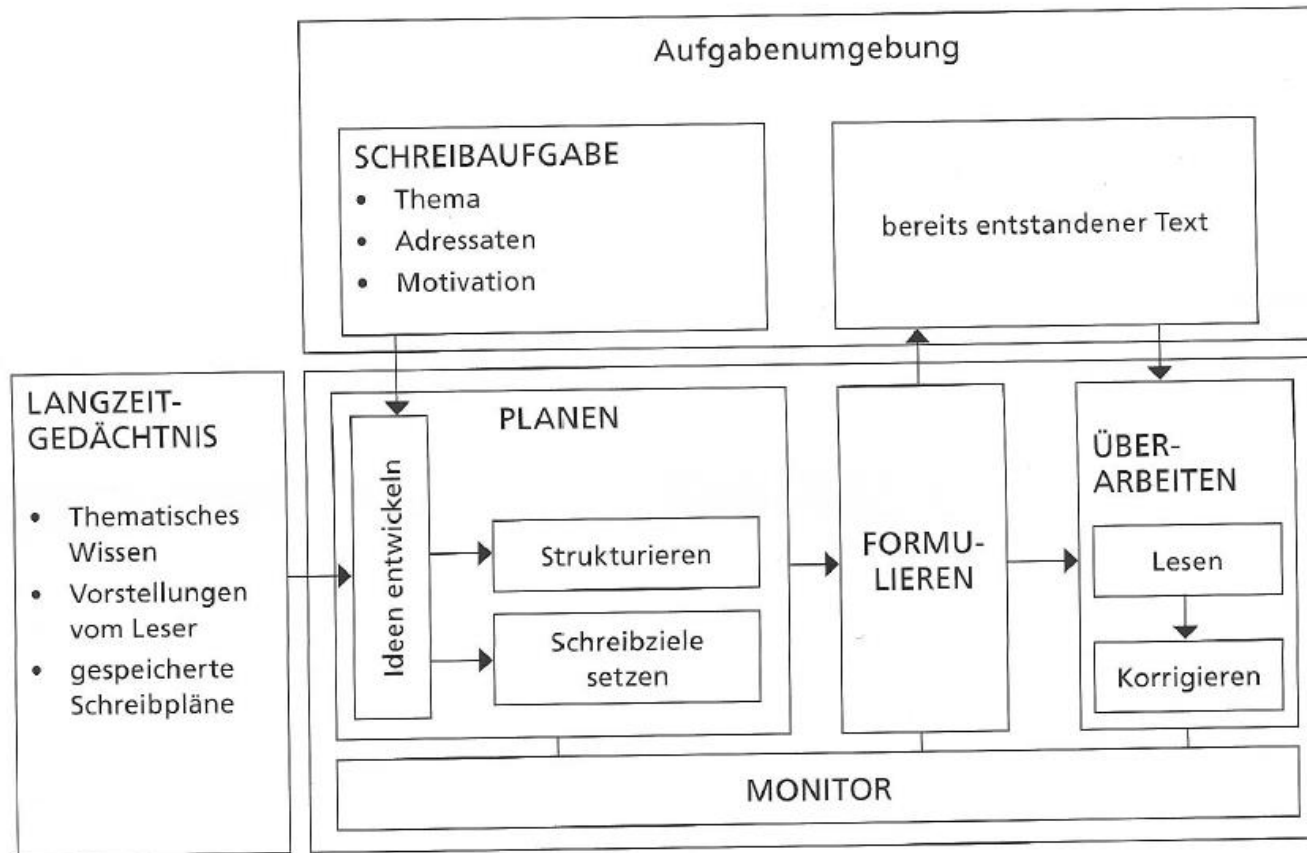 Aufgabenumgebung
SCHREIBAUFGABE
• Thema
• Adressaten
• Motivation
bereits entstandener Text
LANGZEIT-
GEDÄCHTNIS
• Thematisches
Wissen
• Vorstellungen
vom Leser
• gespeicherte
Schreibpläne
PLANEN
Ideen entwickeln
Strukturieren
Schreibziele
setzen
FORMU-
LIEREN
ÜBER-
ARBEITEN
Lesen
Korrigieren
MONITOR